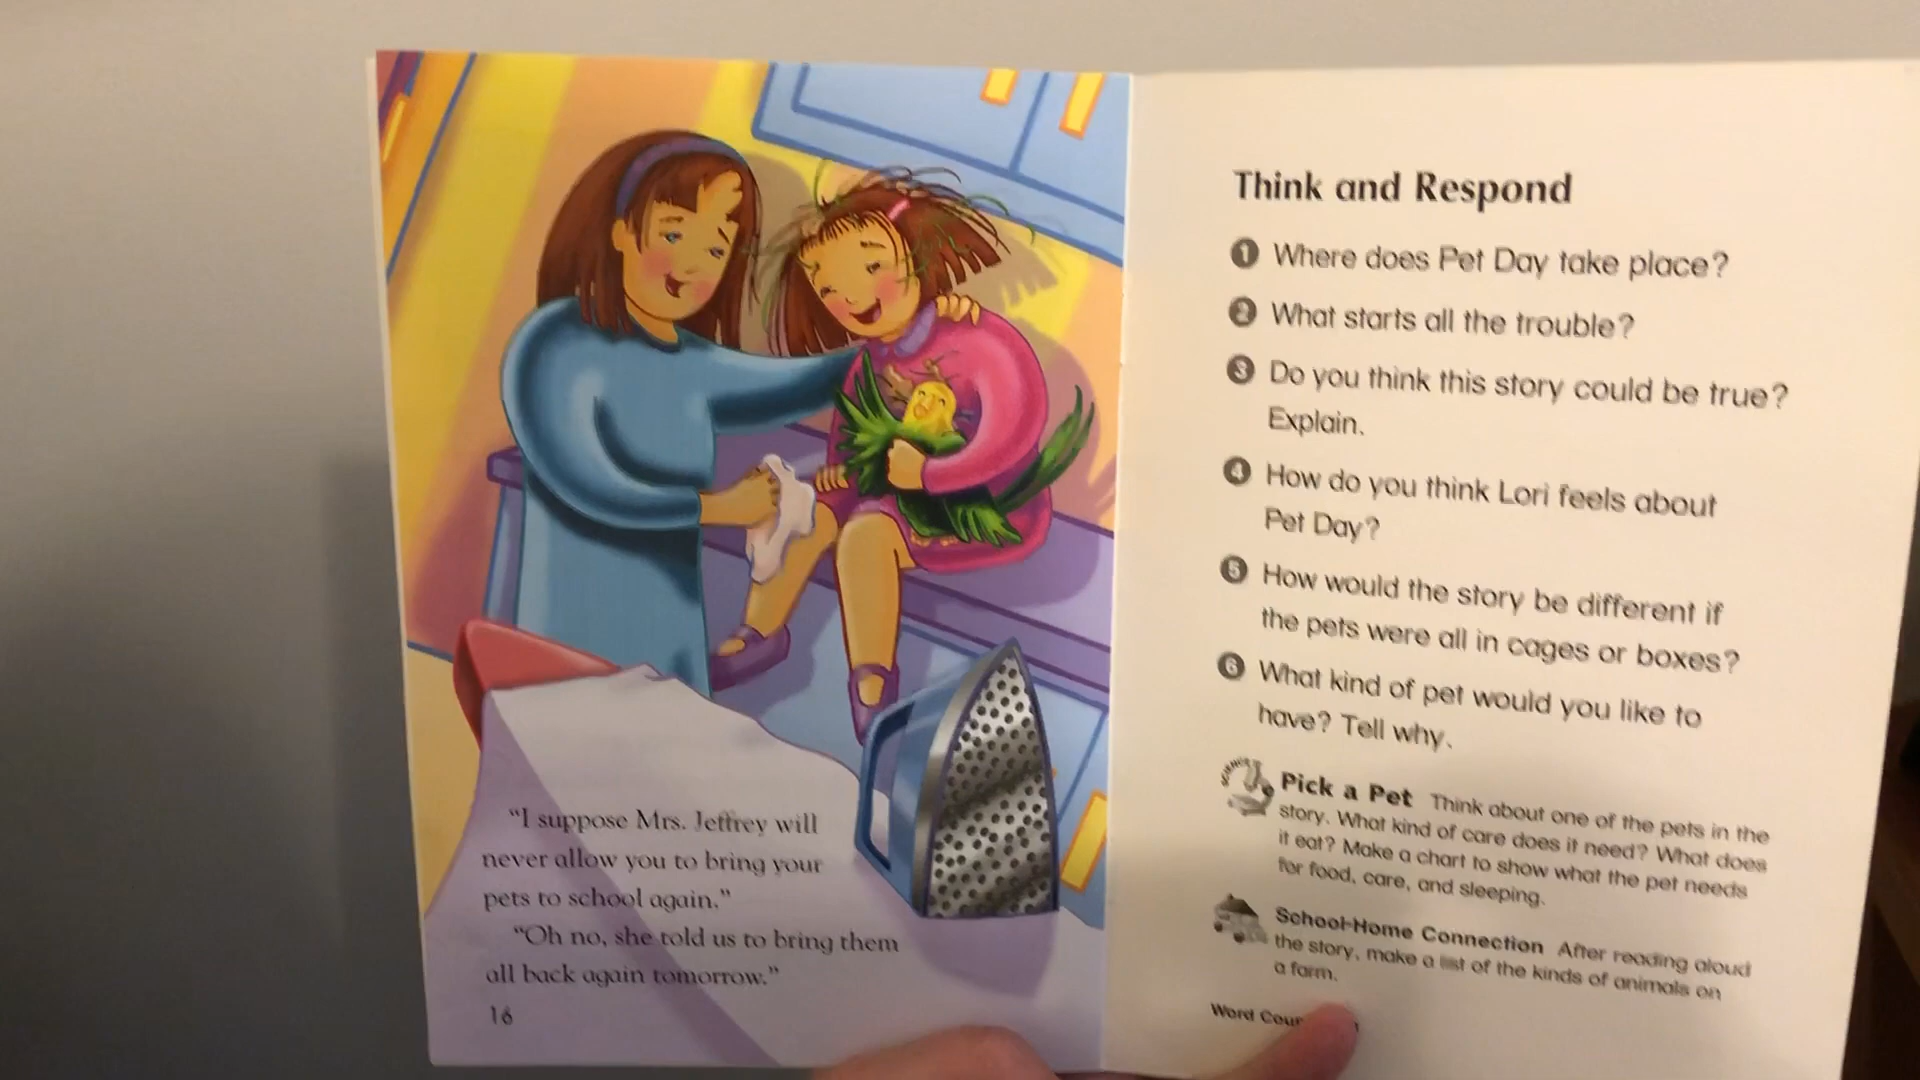 "I suppose Mrs. Jeffrey will
never allow you to bring your
pets to school again."
"Oh no, she told us to bring them
all back again tomorrow."
16
Think and Respond
1 Where does Pet Day take place?
2 What starts all the trouble?
3 Do you think this story could be true?
Explain.
4 How do you think Lori feels about
Pet Day?
5 How would the story be different if
the pets were all in cages or boxes?
6 What kind of pet would you like to
have? Tell why.
Pick a Pet Think about one of the pets in the
story. What kind of care does it need? What does
it eat? Make a chart to show what the pet needs
for food, care, and sleeping.
School-Home Connection After reading aloud
the story, make a list of the kinds of animals on
a farm.
Word